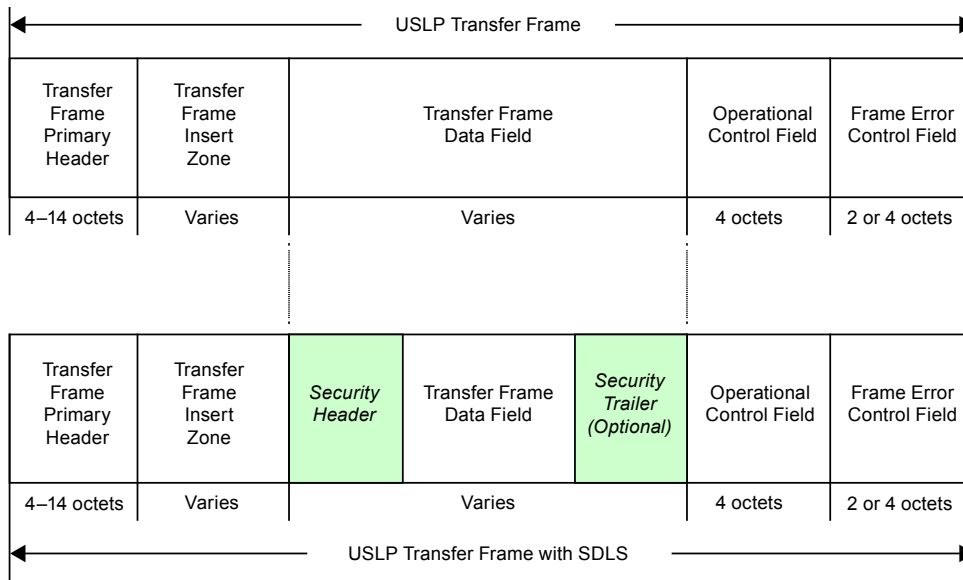 USLP Transfer Frame
Transfer
Frame
Primary
Header
Transfer
Frame
Insert
Zone
Transfer Frame
Data Field
Operational
Control Field
Frame Error
Control Field
4–14 octets
Varies
Varies
4 octets
2 or 4 octets
Transfer
Frame
Primary
Header
Transfer
Frame
Insert
Zone
Security
Header
Transfer Frame
Data Field
Security
Trailer
(Optional)
Operational
Control Field
Frame Error
Control Field
4–14 octets
Varies
Varies
4 octets
2 or 4 octets
USLP Transfer Frame with SDLS